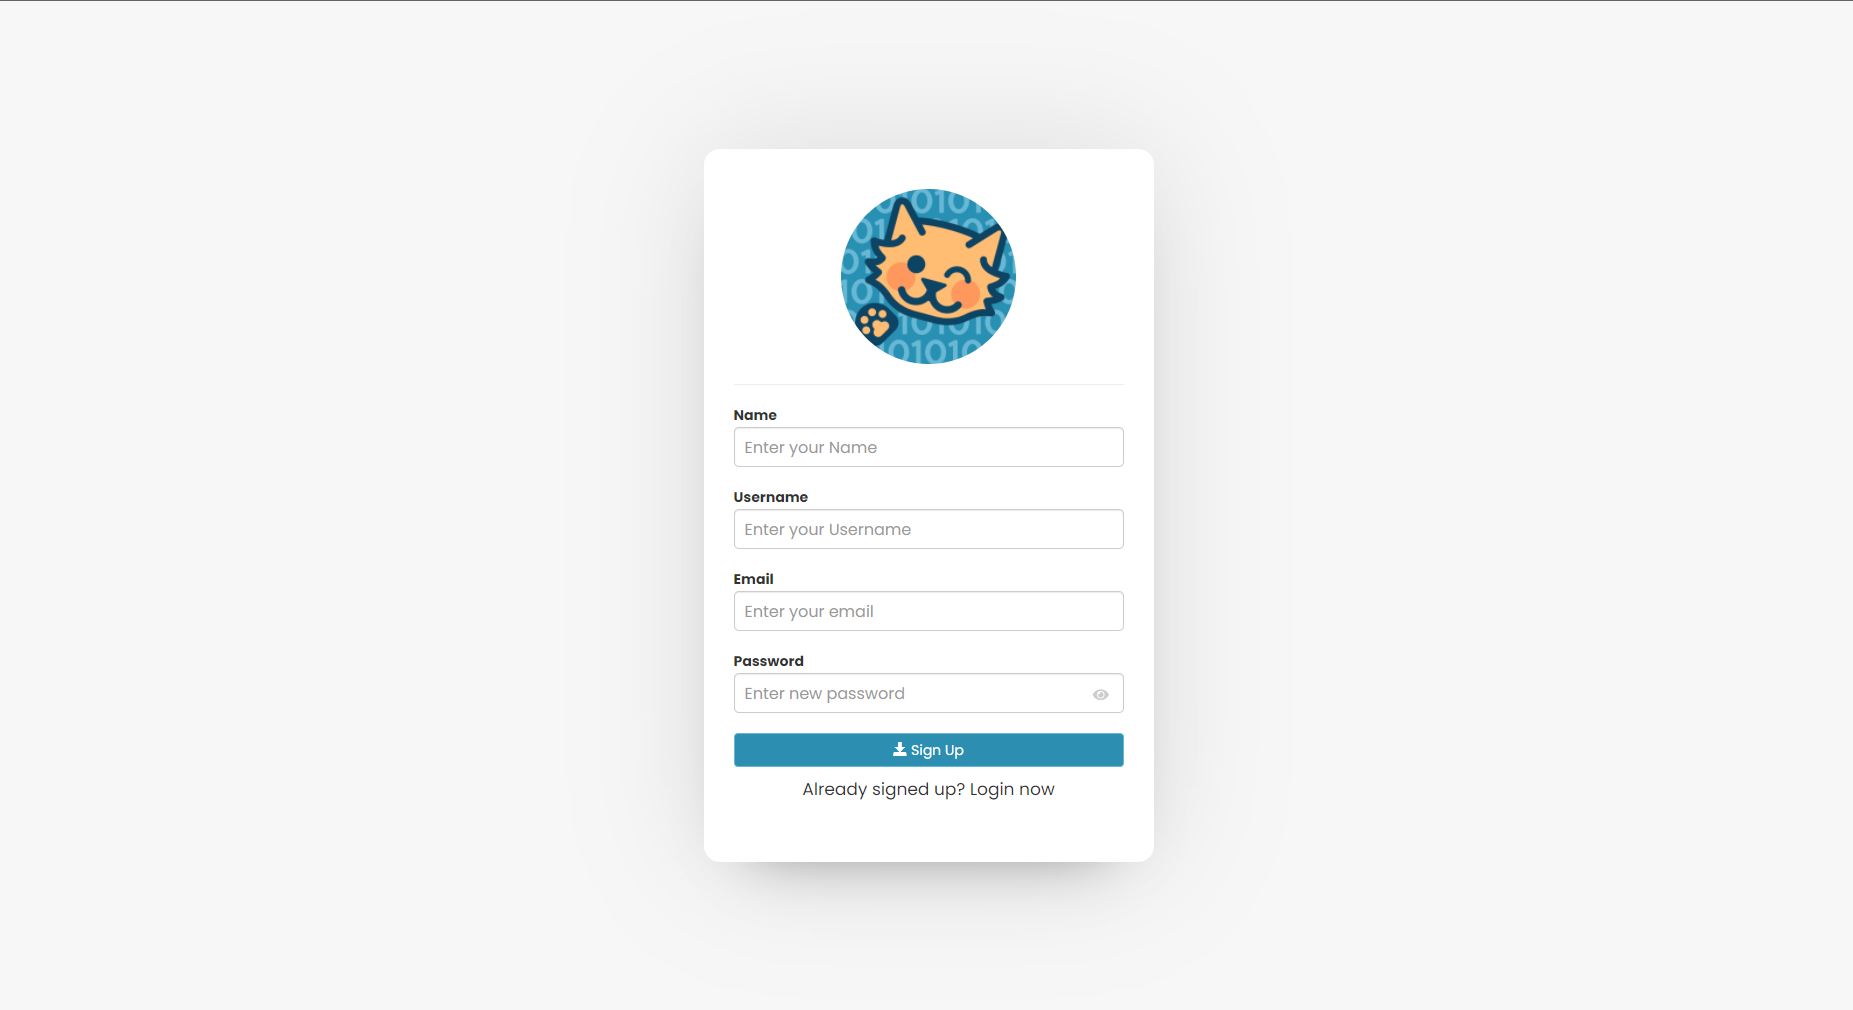 Name
Enter your Name
Username
Enter your Username
Email
Enter your email
Password
Enter new password
Sign Up
Already signed up? Login now